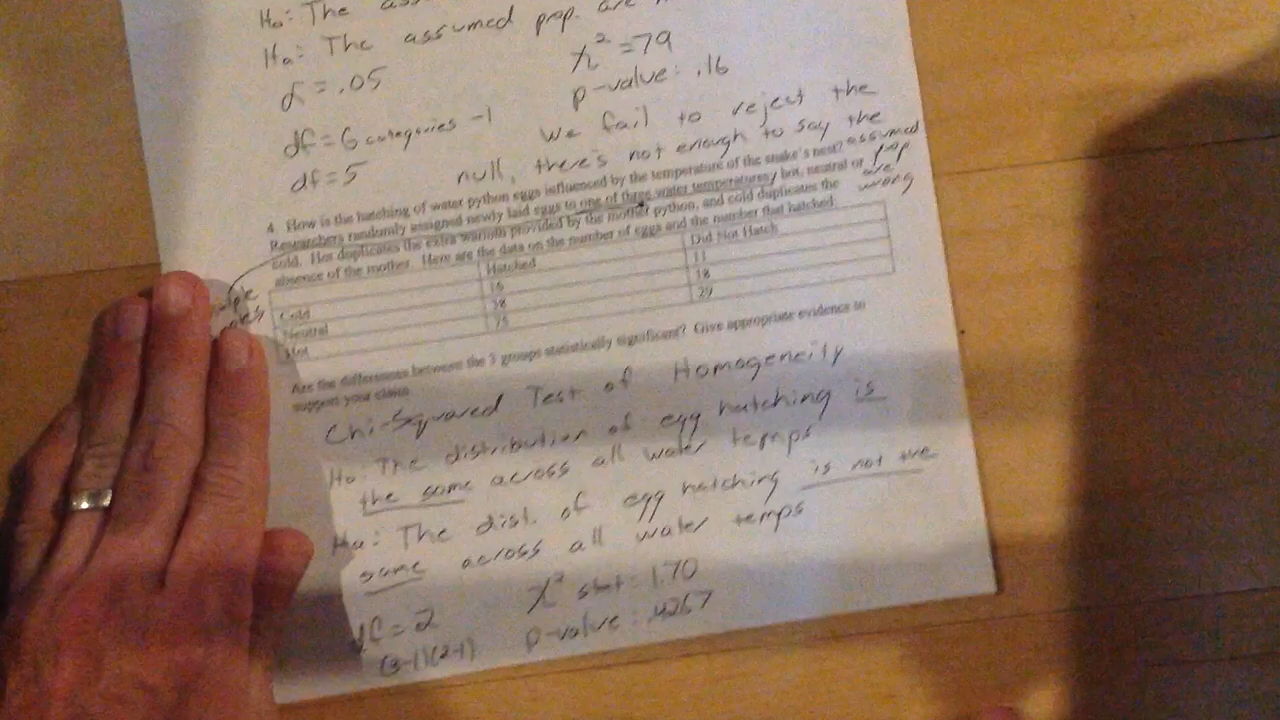 Ho: The
Ha: The assumed prop. are
α = .05
χ² = 79
p-value: .16
df = 6 categories -1
df = 5
We fail to reject the
null, there's not enough to say the
assumed
prop
are
wrong
4. How is the hatching of water python eggs influenced by the temperature of the snake's nest?
Researchers randomly assigned newly laid eggs to one of three water temperatures, hot, neutral or
cold. Hot duplicates the extra warmth provided by the mother python, and cold duplicates the
absence of the mother. Here are the data on the number of eggs and the number that hatched:
Hatched Did Not Hatch
Cold 16 11
Neutral 38 18
Hot 75 29
Are the differences between the 3 groups statistically significant? Give appropriate evidence to
support your claim.
Chi-Squared Test of Homogeneity
Ho: The distribution of egg hatching is
the same across all water temps
Ha: The dist. of egg hatching is not the
same across all water temps
df = 2
(3-1)(2-1)
χ² stat: 1.70
p-value: .4267